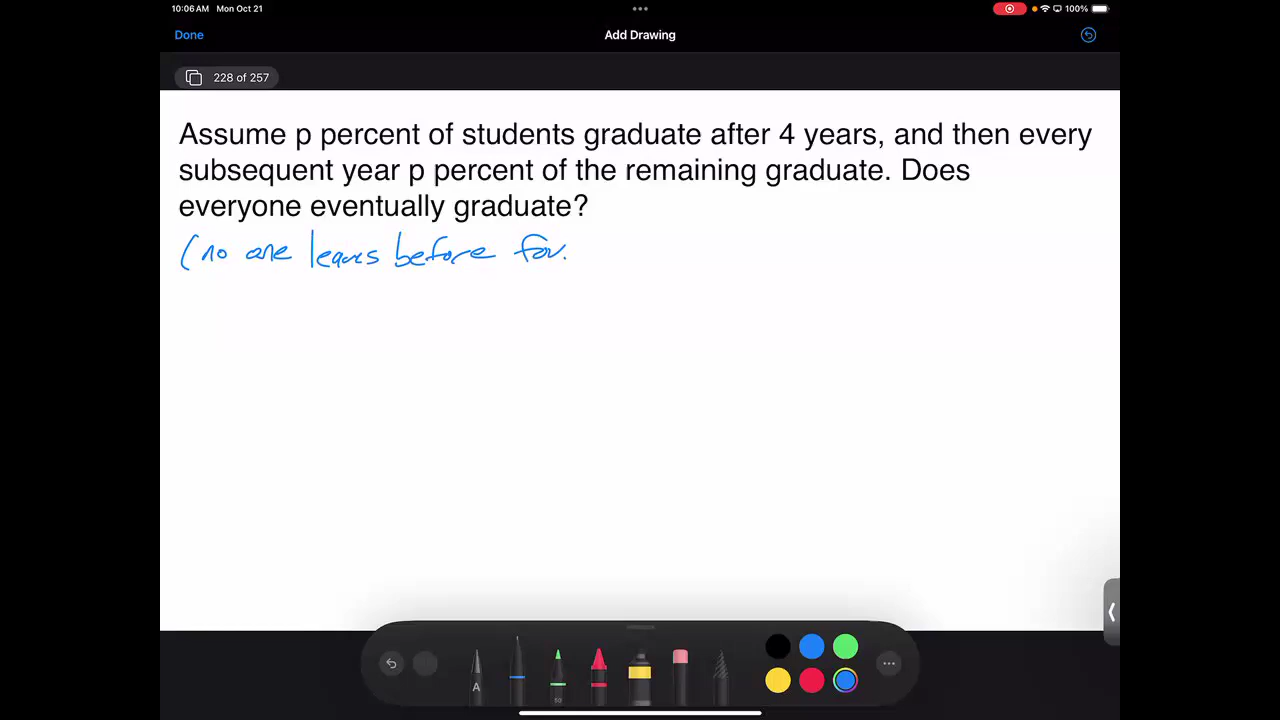 10:06 AM Mon Oct 21
100%
Done
Add Drawing
228 of 257
Assume p percent of students graduate after 4 years, and then every
subsequent year p percent of the remaining graduate. Does
everyone eventually graduate?
(no one leaves before fou
A
50